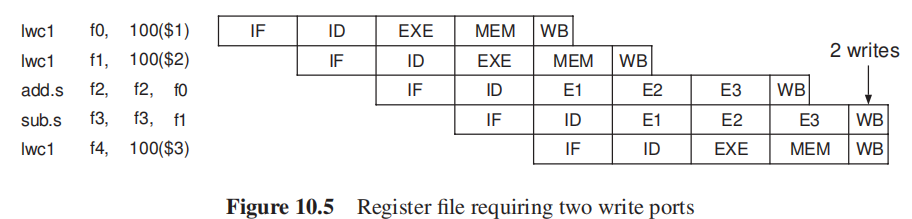 lwc1 f0, 100($1) IF ID EXE MEM WB
lwc1 f1, 100($2) IF ID EXE MEM WB
2 writes
add.s f2, f2, f0 IF ID E1 E2 E3 WB
sub.s f3, f3, f1 IF ID E1 E2 E3 WB
lwc1 f4, 100($3) IF ID EXE MEM WB
Figure 10.5 Register file requiring two write ports